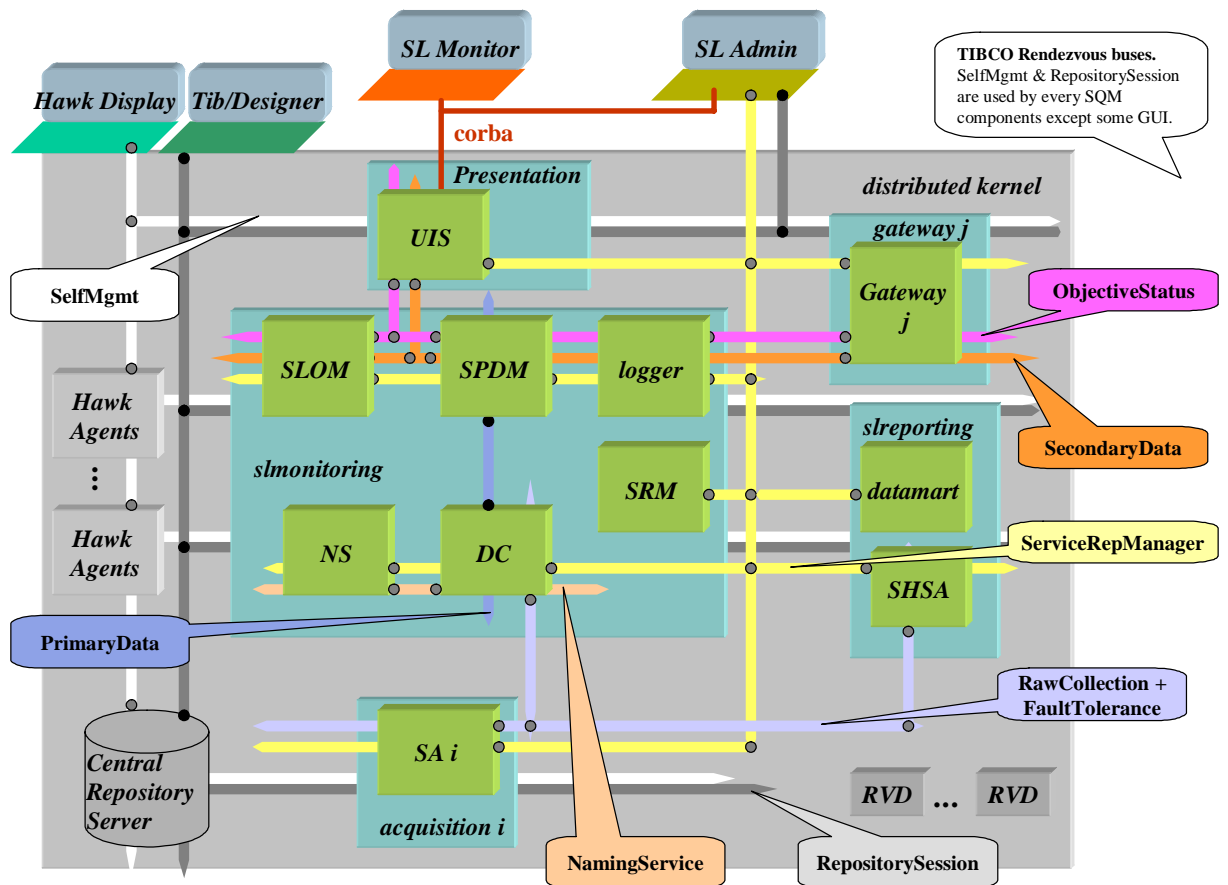 SL Monitor
SL Admin
Hawk Display
Tib/Designer
TIBCO Rendezvous buses.
SelfMgmt & RepositorySession
are used by every SQM
components except some GUI.
corba
Presentation
distributed kernel
UIS
gateway j
Gateway
j
SelfMgmt
ObjectiveStatus
SLOM
SPDM
logger
Hawk
Agents
...
Hawk
Agents
slmonitoring
SRM
slreporting
datamart
SecondaryData
NS
DC
ServiceRepManager
SHSA
PrimaryData
RawCollection +
FaultTolerance
SA i
acquisition i
Central
Repository
Server
RVD ... RVD
NamingService
RepositorySession